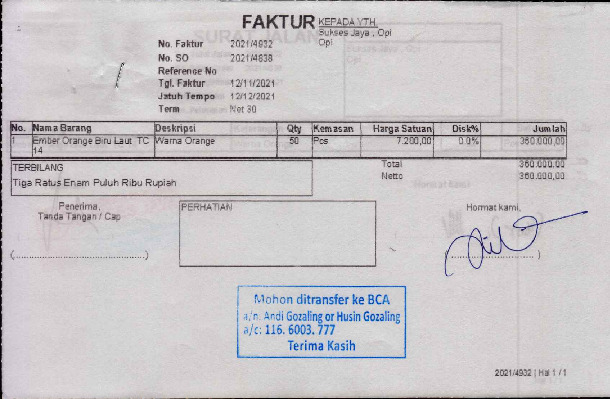 FAKTUR
KEPADA YTH.
Sukses Jaya , Opi
Opi
No. Faktur 2021/4932
No. SO 2021/4838
Reference No
Tgl. Faktur 12/11/2021
Jatuh Tempo 12/12/2021
Term Net 30
No. Nama Barang Deskripsi Qty Kemasan Harga Satuan Disk% Jumlah
1 Ember Orange Biru Laut TC Warna Orange 50 Pcs 7.200,00 0.0% 360.000,00
14
TERBILANG Total 360.000,00
Netto 360.000,00
Tiga Ratus Enam Puluh Ribu Rupiah
Penerima, PERHATIAN Hormat kami,
Tanda Tangan / Cap
(..............................) (..............................)
Mohon ditransfer ke BCA
a/n: Andi Gozaling or Husin Gozaling
a/c: 116. 6003. 777
Terima Kasih
2021/4932 | Hal 1 / 1